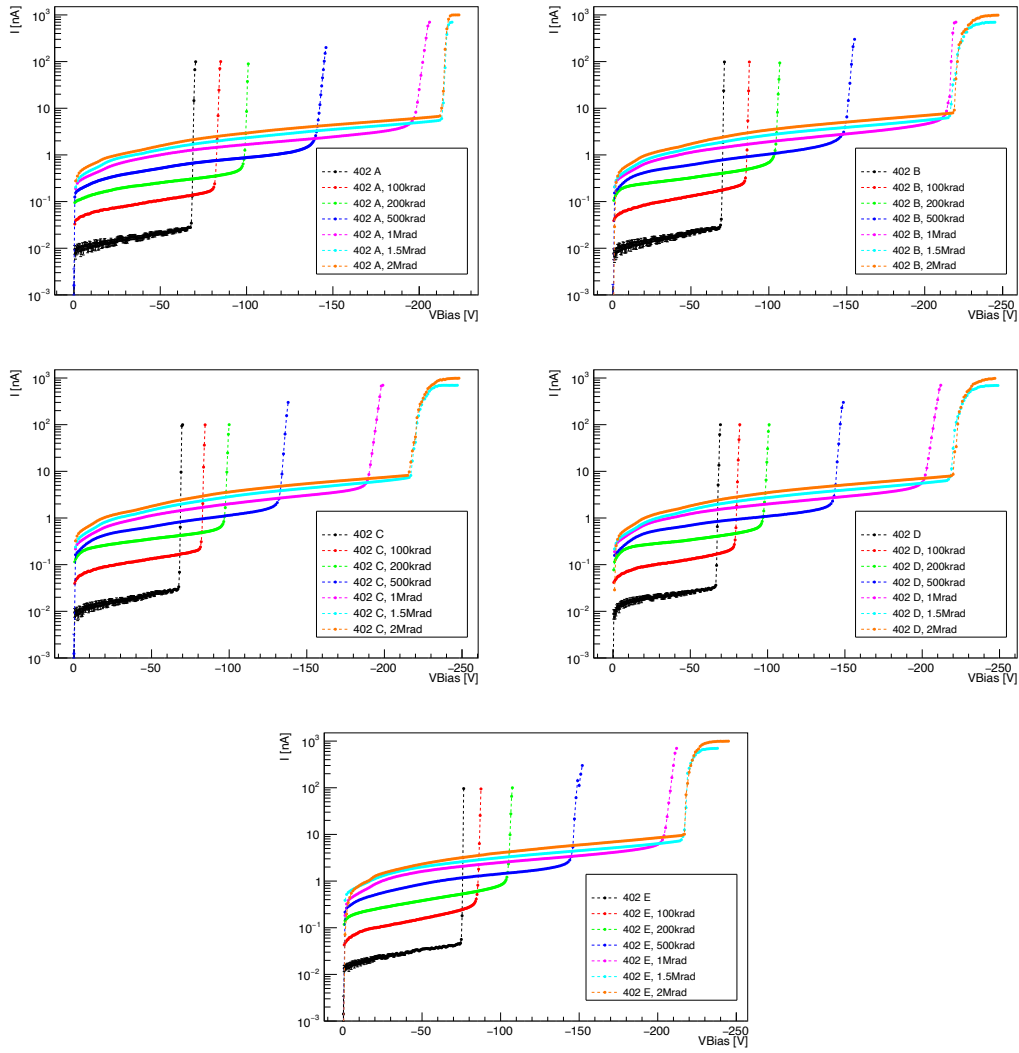 I [nA]
10³
10²
10
1
10⁻¹
10⁻²
10⁻³
0 −50 −100 −150 −200
VBias [V]
402 A
402 A, 100krad
402 A, 200krad
402 A, 500krad
402 A, 1Mrad
402 A, 1.5Mrad
402 A, 2Mrad
I [nA]
10³
10²
10
1
10⁻¹
10⁻²
10⁻³
0 −50 −100 −150 −200 −250
VBias [V]
402 B
402 B, 100krad
402 B, 200krad
402 B, 500krad
402 B, 1Mrad
402 B, 1.5Mrad
402 B, 2Mrad
I [nA]
10³
10²
10
1
10⁻¹
10⁻²
10⁻³
0 −50 −100 −150 −200 −250
VBias [V]
402 C
402 C, 100krad
402 C, 200krad
402 C, 500krad
402 C, 1Mrad
402 C, 1.5Mrad
402 C, 2Mrad
I [nA]
10³
10²
10
1
10⁻¹
10⁻²
10⁻³
0 −50 −100 −150 −200 −250
VBias [V]
402 D
402 D, 100krad
402 D, 200krad
402 D, 500krad
402 D, 1Mrad
402 D, 1.5Mrad
402 D, 2Mrad
I [nA]
10³
10²
10
1
10⁻¹
10⁻²
10⁻³
0 −50 −100 −150 −200 −250
VBias [V]
402 E
402 E, 100krad
402 E, 200krad
402 E, 500krad
402 E, 1Mrad
402 E, 1.5Mrad
402 E, 2Mrad